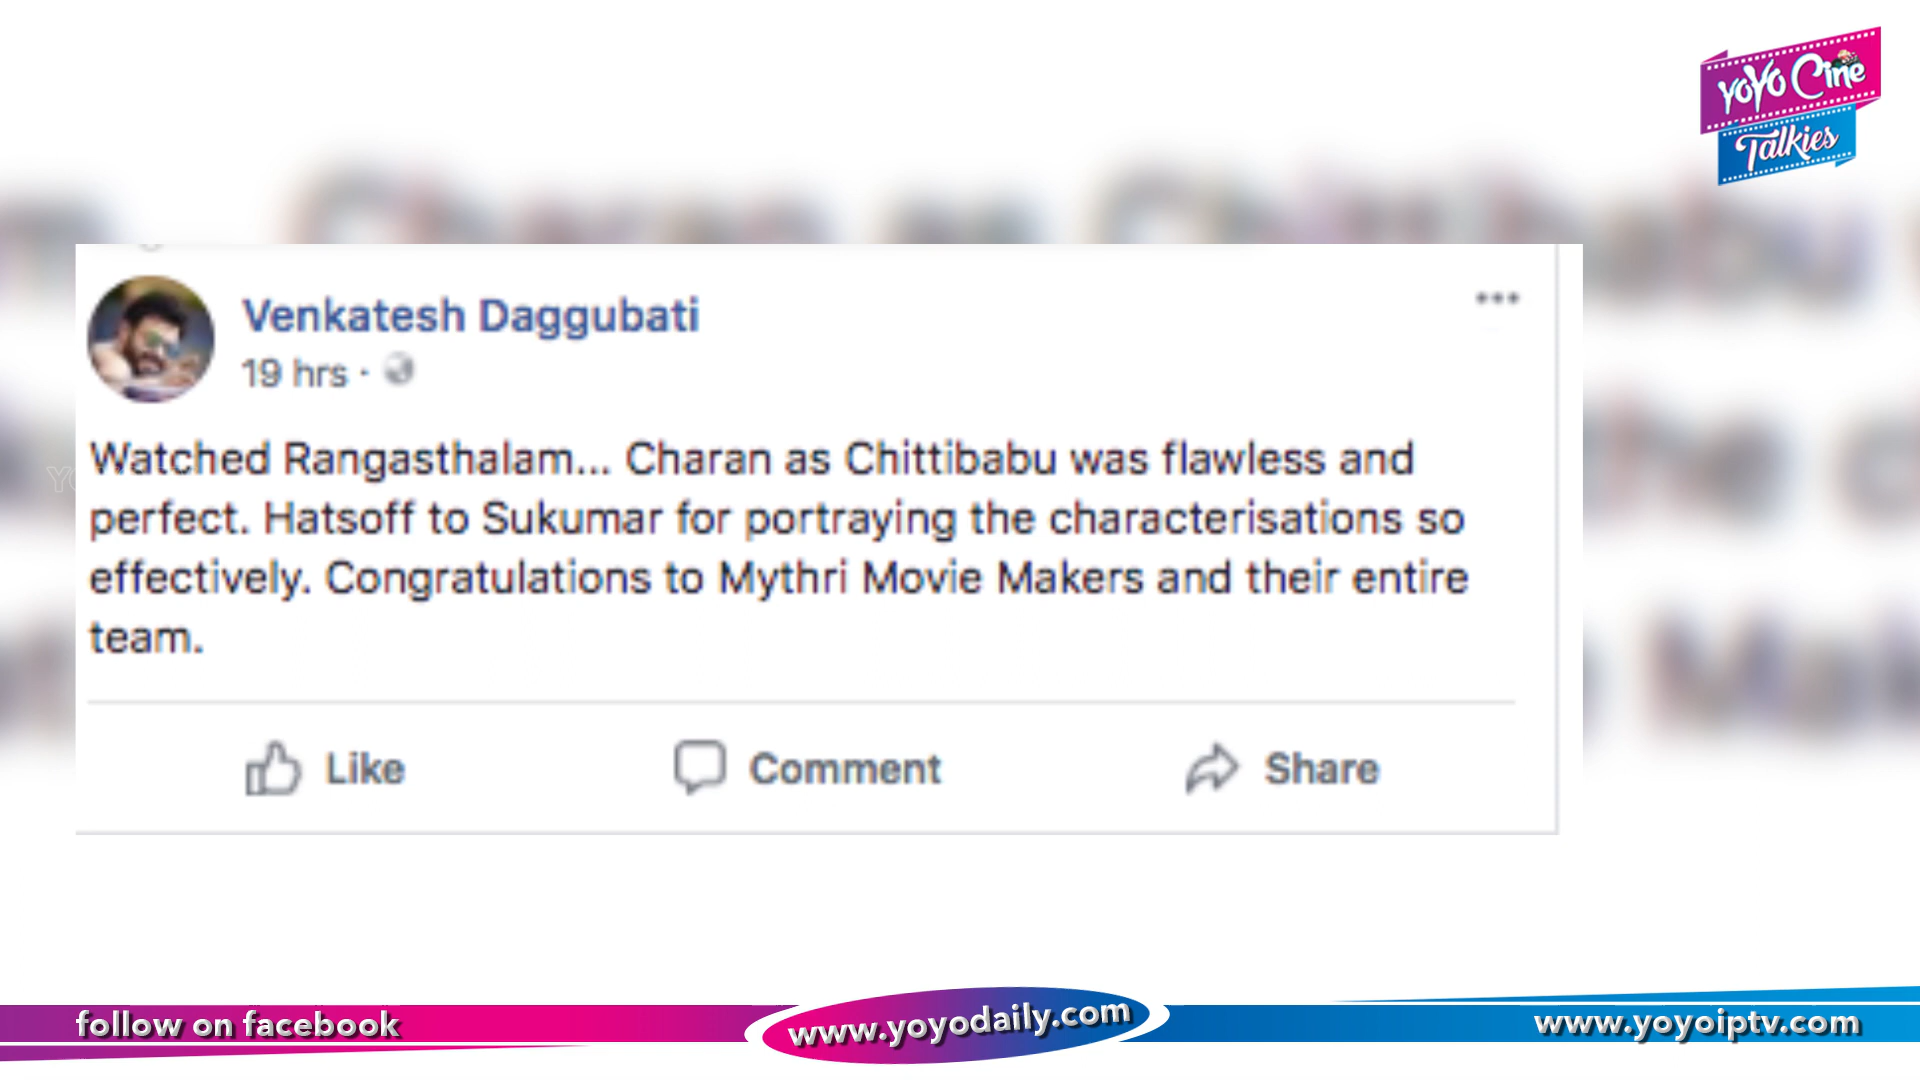 YoYo Cine
Talkies
Venkatesh Daggubati
19 hrs ·
Watched Rangasthalam... Charan as Chittibabu was flawless and
perfect. Hatsoff to Sukumar for portraying the characterisations so
effectively. Congratulations to Mythri Movie Makers and their entire
team.
Like Comment Share
follow on facebook
www.yoyodaily.com
www.yoyoiptv.com